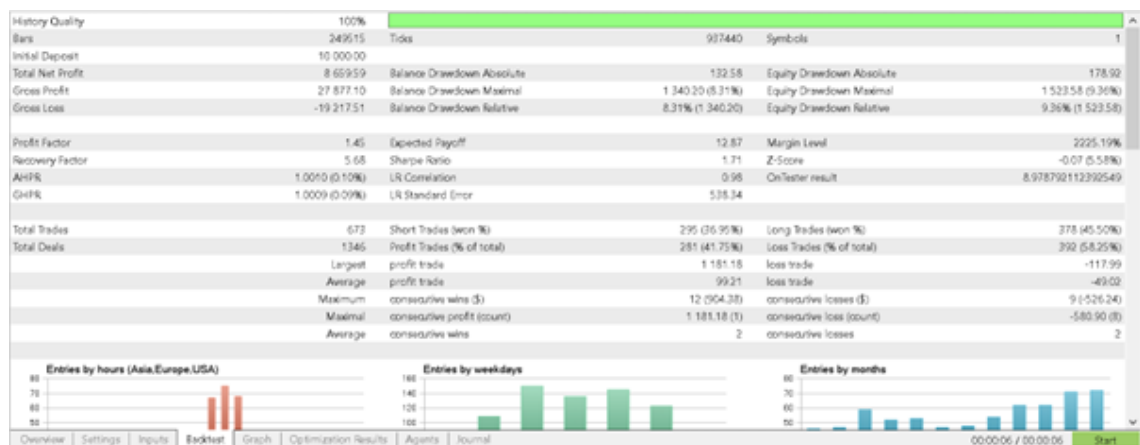 History Quality 100%
Bars 249515 Ticks 937440 Symbols 1
Initial Deposit 10 000.00
Total Net Profit 8 659.59 Balance Drawdown Absolute 132.58 Equity Drawdown Absolute 178.92
Gross Profit 27 877.10 Balance Drawdown Maximal 1 340.20 (8.31%) Equity Drawdown Maximal 1 523.58 (9.36%)
Gross Loss -19 217.51 Balance Drawdown Relative 8.31% (1 340.20) Equity Drawdown Relative 9.36% (1 523.58)
Profit Factor 1.45 Expected Payoff 12.87 Margin Level 2225.19%
Recovery Factor 5.68 Sharpe Ratio 1.71 Z-Score -0.07 (5.58%)
AHPR 1.0010 (0.10%) LR Correlation 0.98 OnTester result 8.978792112392549
GHPR 1.0009 (0.09%) LR Standard Error 538.34
Total Trades 673 Short Trades (won %) 295 (36.95%) Long Trades (won %) 378 (45.50%)
Total Deals 1346 Profit Trades (% of total) 281 (41.75%) Loss Trades (% of total) 392 (58.25%)
Largest profit trade 1 181.18 loss trade -117.99
Average profit trade 99.21 loss trade -49.02
Maximum consecutive wins ($) 12 (904.38) consecutive losses ($) 9 (-526.24)
Maximal consecutive profit (count) 1 181.18 (1) consecutive loss (count) -580.90 (8)
Average consecutive wins 2 consecutive losses 2
Entries by hours (Asia,Europe,USA) Entries by weekdays Entries by months
80 160 80
70 140 70
60 120 60
50 100 50
Overview Settings Inputs Backtest Graph Optimization Results Agents Journal 00:00:06 / 00:00:06 Start